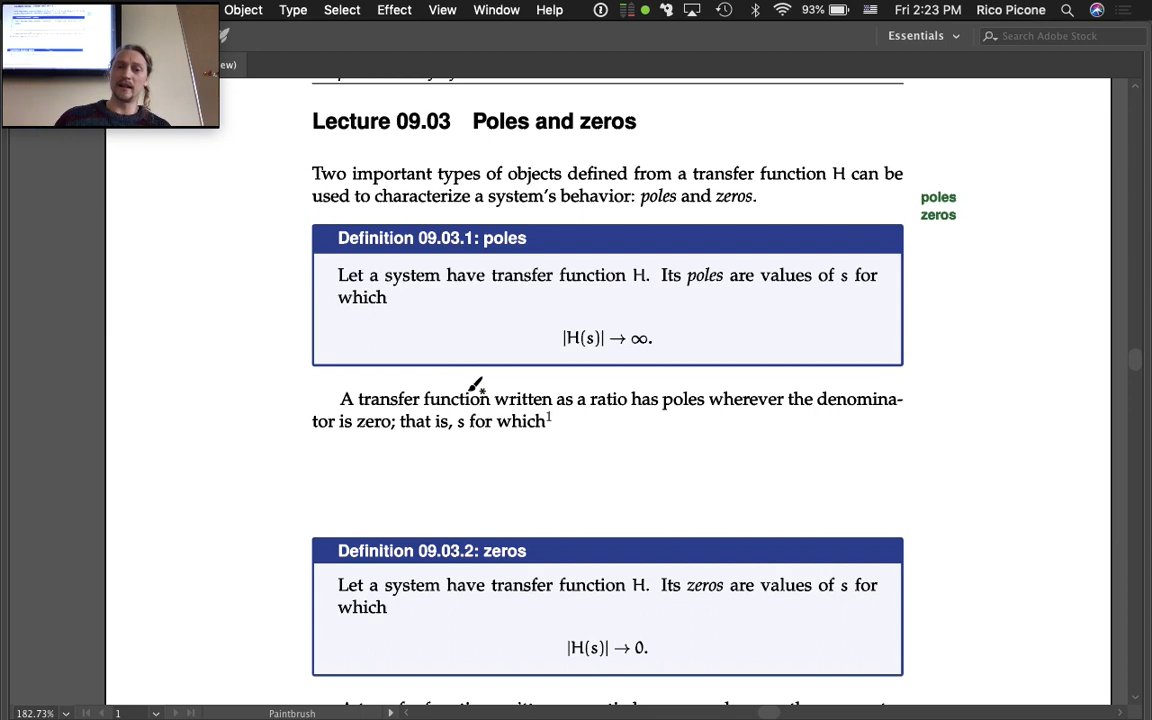 Object Type Select Effect View Window Help 93% Fri 2:23 PM Rico Picone
Essentials Search Adobe Stock
ew)
Lecture 09.03 Poles and zeros
Two important types of objects defined from a transfer function H can be
used to characterize a system's behavior: poles and zeros.
poles
zeros
Definition 09.03.1: poles
Let a system have transfer function H. Its poles are values of s for
which
|H(s)| → ∞.
A transfer function written as a ratio has poles wherever the denomina-
tor is zero; that is, s for which¹
Definition 09.03.2: zeros
Let a system have transfer function H. Its zeros are values of s for
which
|H(s)| → 0.
182.73% 1 Paintbrush